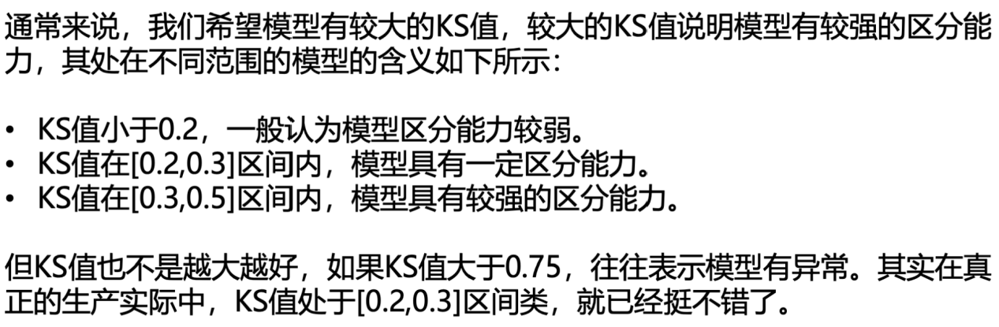 通常来说，我们希望模型有较大的KS值，较大的KS值说明模型有较强的区分能
力，其处在不同范围的模型的含义如下所示：
• KS值小于0.2，一般认为模型区分能力较弱。
• KS值在[0.2,0.3]区间内，模型具有一定区分能力。
• KS值在[0.3,0.5]区间内，模型具有较强的区分能力。
但KS值也不是越大越好，如果KS值大于0.75，往往表示模型有异常。其实在真
正的生产实际中，KS值处于[0.2,0.3]区间类，就已经挺不错了。